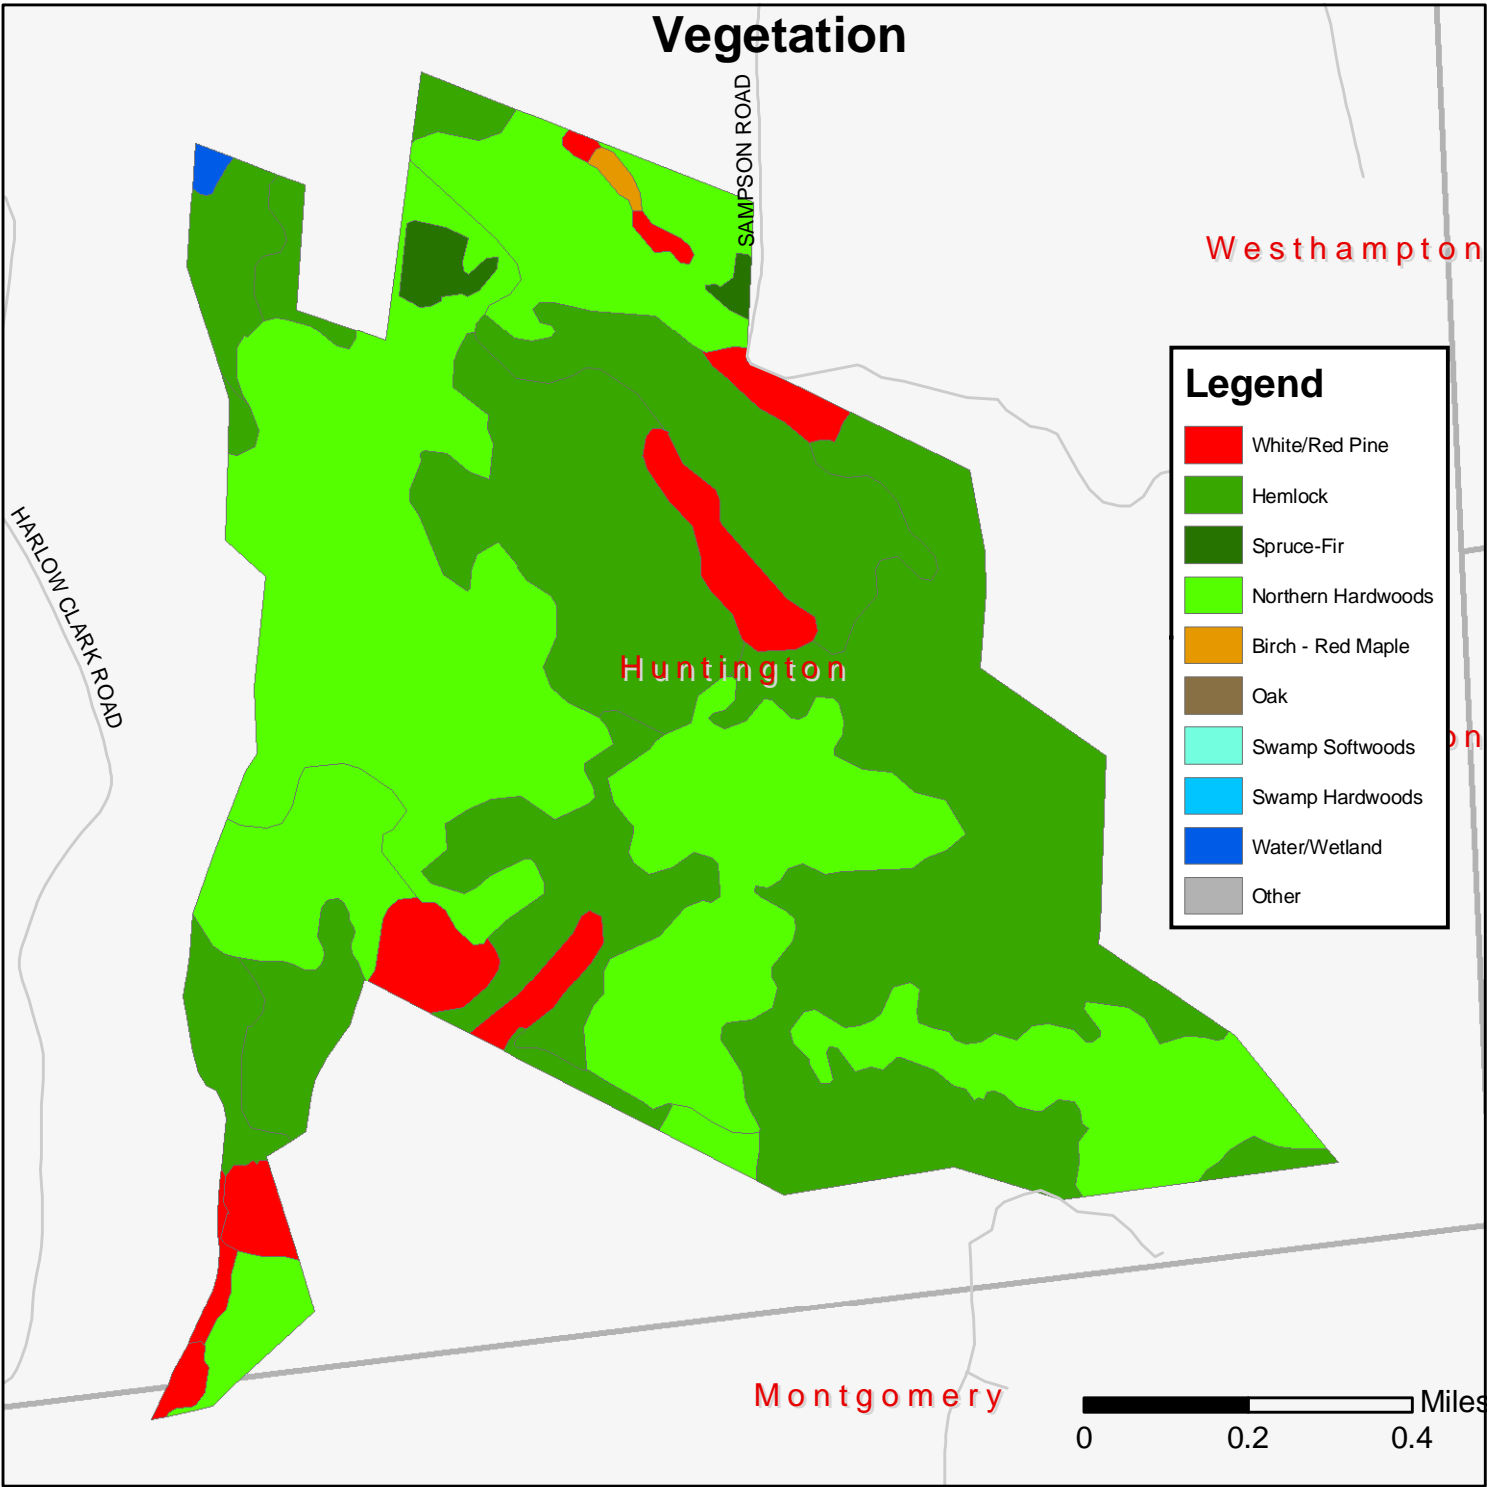 Vegetation
SAMPSON ROAD
Westhampton
HARLOW CLARK ROAD
Huntington
Legend
White/Red Pine
Hemlock
Spruce-Fir
Northern Hardwoods
Birch - Red Maple
Oak
Swamp Softwoods
Swamp Hardwoods
Water/Wetland
Other
on
Montgomery
Miles
0 0.2 0.4